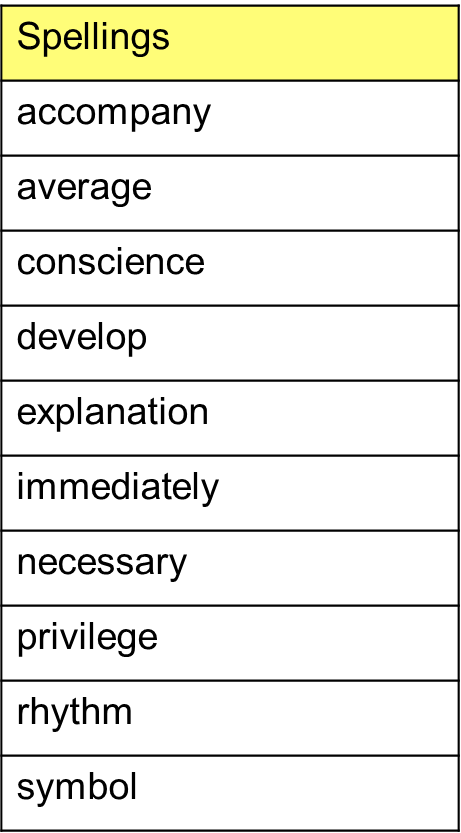 Spellings
accompany
average
conscience
develop
explanation
immediately
necessary
privilege
rhythm
symbol